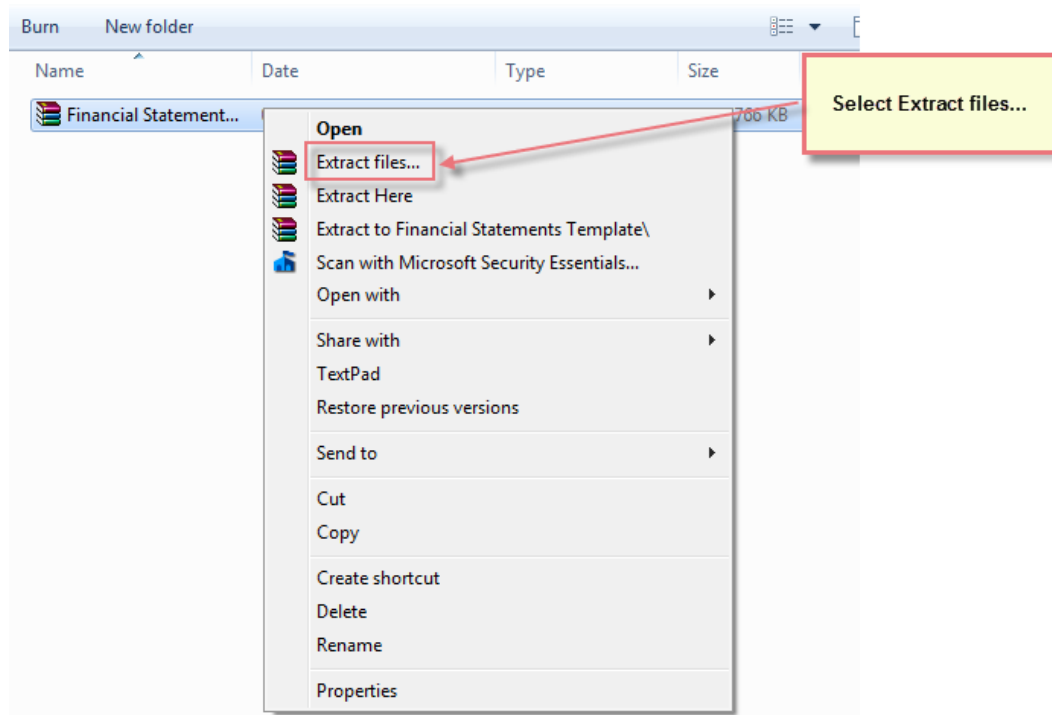 Burn New folder
Name Date Type Size
Financial Statement... 766 KB
Select Extract files...
Open
Extract files...
Extract Here
Extract to Financial Statements Template\
Scan with Microsoft Security Essentials...
Open with
Share with
TextPad
Restore previous versions
Send to
Cut
Copy
Create shortcut
Delete
Rename
Properties